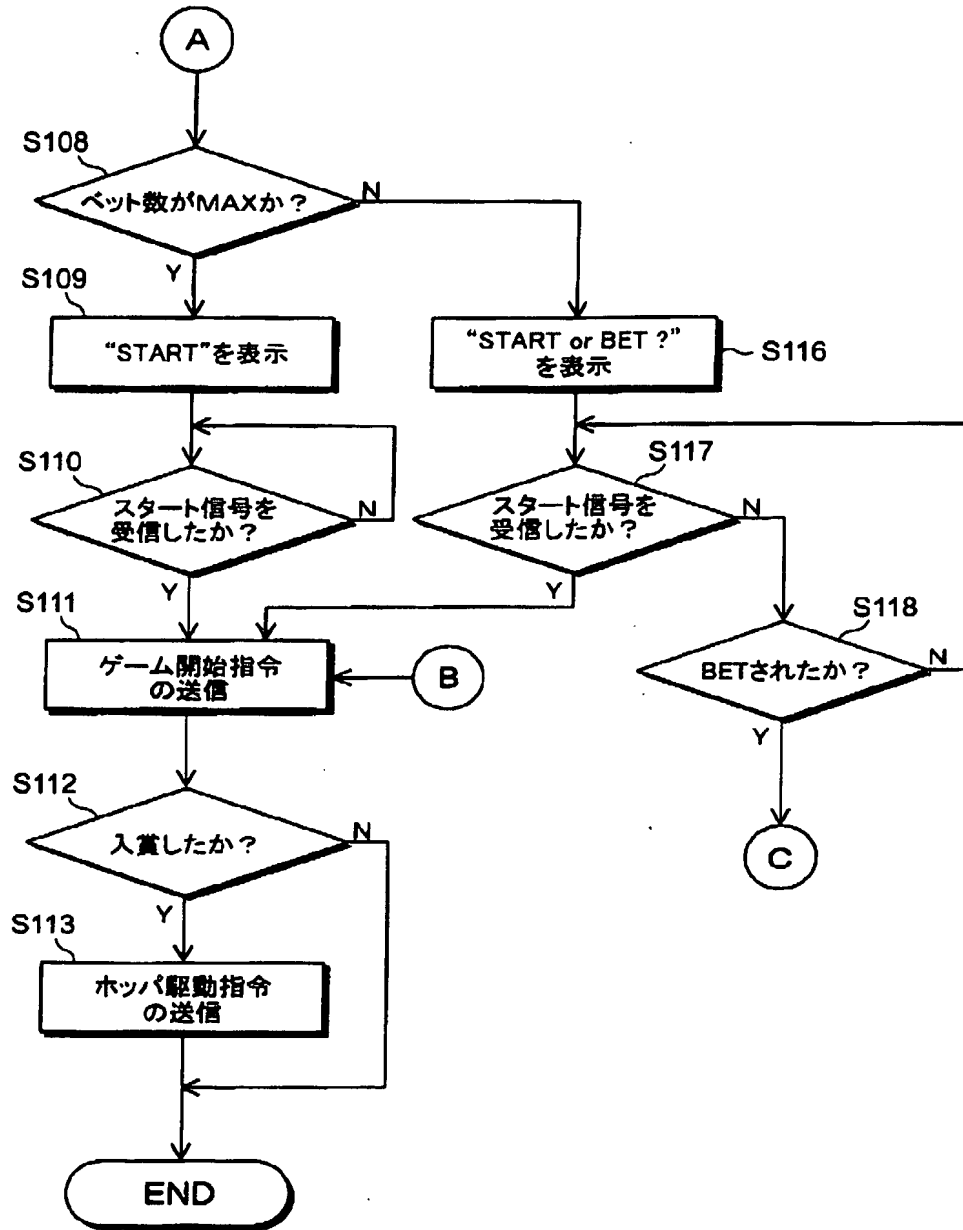 A
S108
ベット数がMAXか？
N
Y
S109
“START”を表示
“START or BET ?”
を表示
S116
S110
スタート信号を
受信したか？
N
Y
S117
スタート信号を
受信したか？
N
Y
S111
ゲーム開始指令
の送信
B
S118
BETされたか？
N
Y
C
S112
入賞したか？
N
Y
S113
ホッパ駆動指令
の送信
END